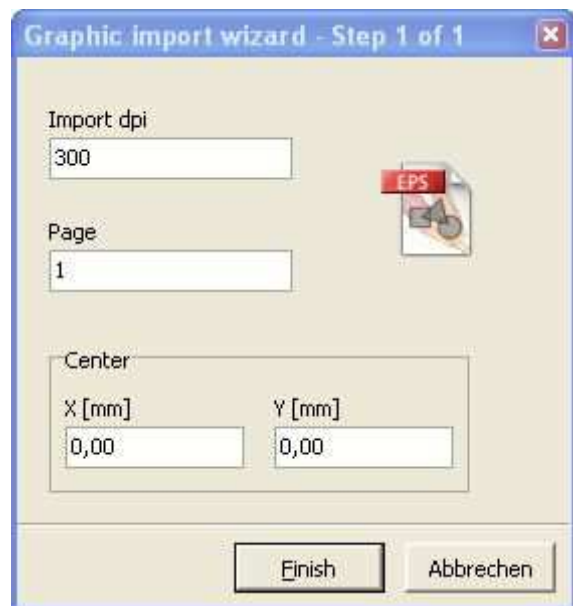 Graphic import wizard - Step 1 of 1
Import dpi
300
EPS
Page
1
Center
X [mm] Y [mm]
0,00 0,00
Finish Abbrechen